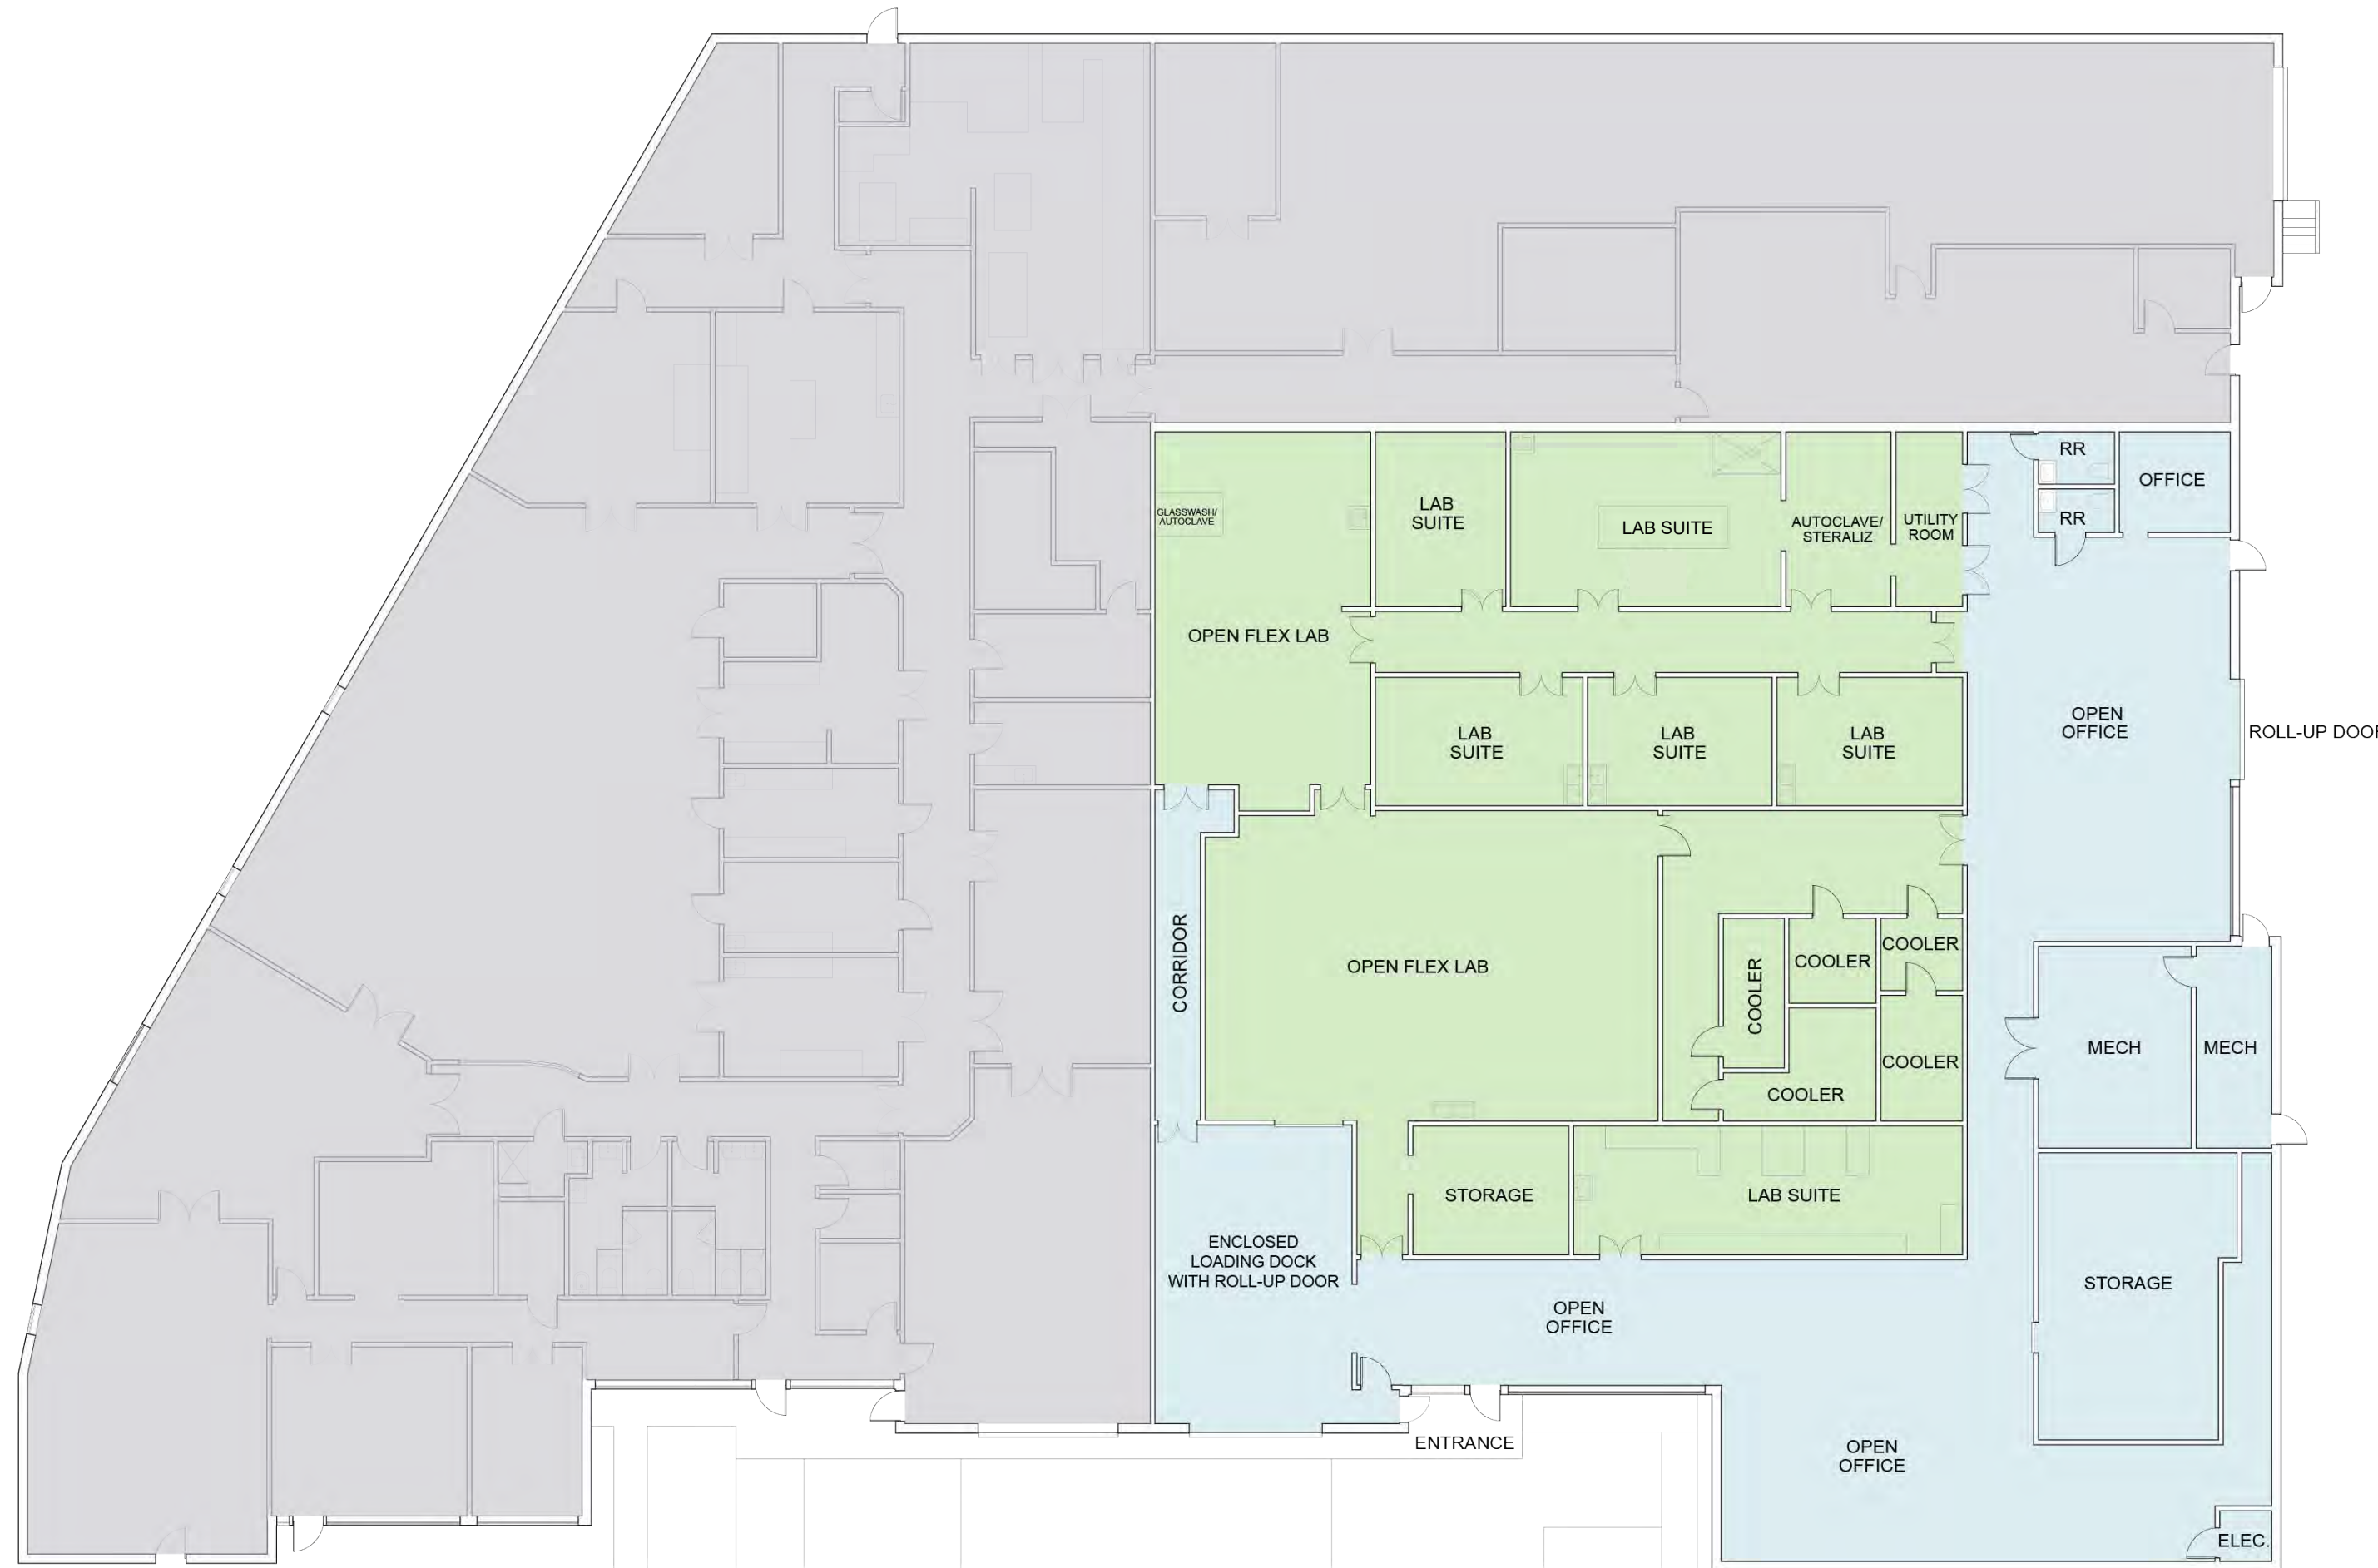 RR
OFFICE
LAB
SUITE
GLASSWASH/
AUTOCLAVE
LAB SUITE
AUTOCLAVE/
STERALIZ
UTILITY
ROOM
RR
OPEN FLEX LAB
OPEN
OFFICE
ROLL-UP DOOR
LAB
SUITE
LAB
SUITE
LAB
SUITE
CORRIDOR
OPEN FLEX LAB
COOLER
COOLER
COOLER
COOLER
COOLER
MECH
MECH
STORAGE
LAB SUITE
ENCLOSED
LOADING DOCK
WITH ROLL-UP DOOR
STORAGE
OPEN
OFFICE
ENTRANCE
OPEN
OFFICE
ELEC.